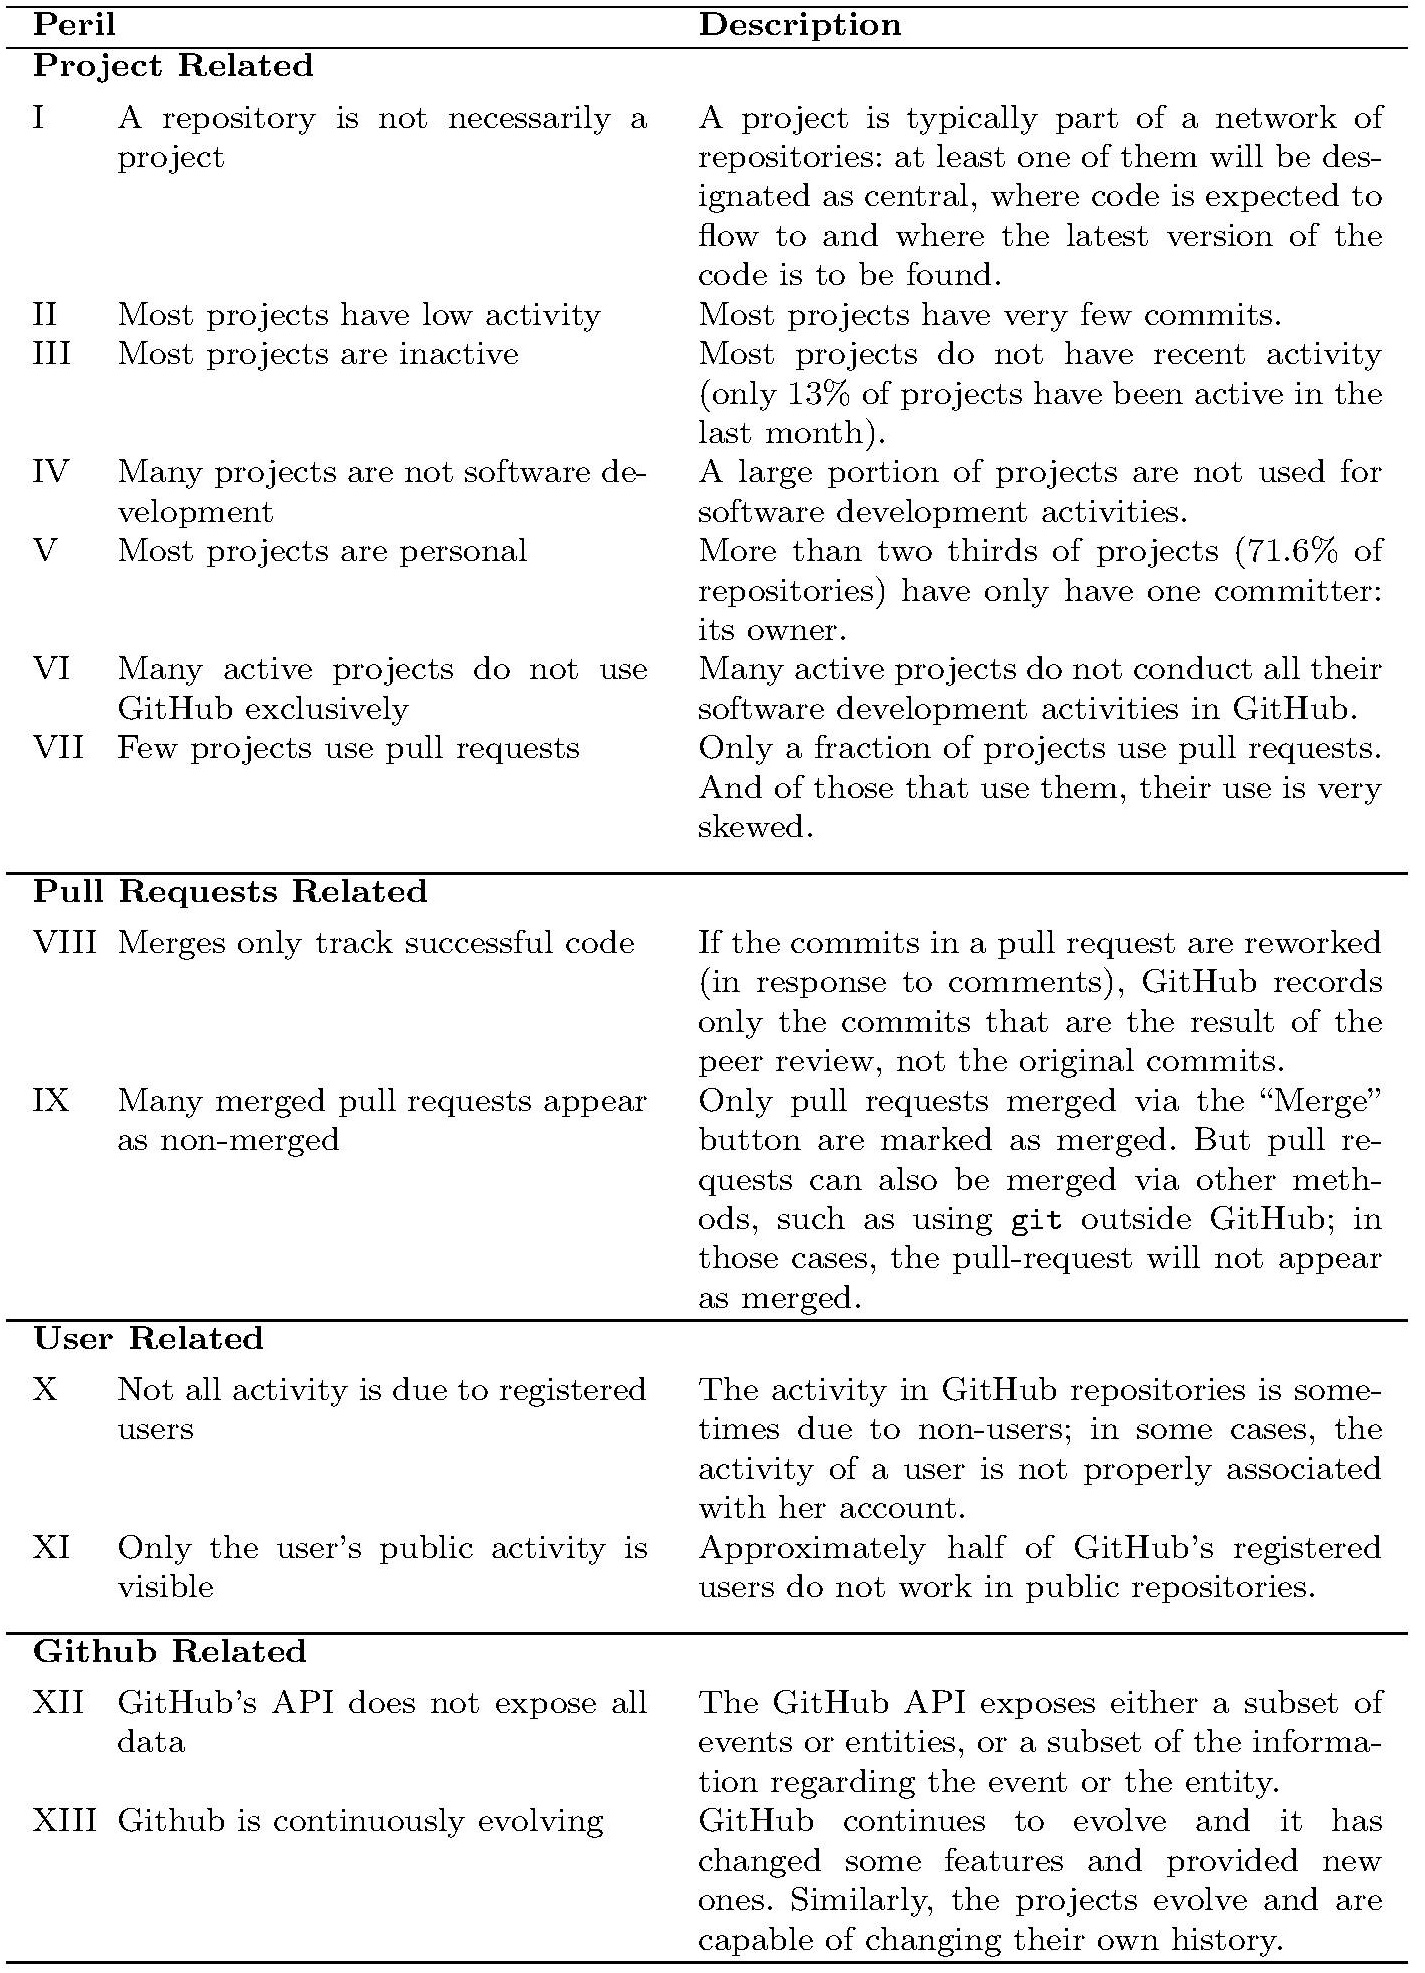 Peril Description
Project Related
I A repository is not necessarily a project A project is typically part of a network of
repositories: at least one of them will be des-
ignated as central, where code is expected to
flow to and where the latest version of the
code is to be found.
II Most projects have low activity Most projects have very few commits.
III Most projects are inactive Most projects do not have recent activity
(only 13% of projects have been active in the
last month).
IV Many projects are not software de-
velopment
A large portion of projects are not used for
software development activities.
V Most projects are personal More than two thirds of projects (71.6% of
repositories) have only have one committer:
its owner.
VI Many active projects do not use
GitHub exclusively
Many active projects do not conduct all their
software development activities in GitHub.
VII Few projects use pull requests Only a fraction of projects use pull requests.
And of those that use them, their use is very
skewed.
Pull Requests Related
VIII Merges only track successful code If the commits in a pull request are reworked
(in response to comments), GitHub records
only the commits that are the result of the
peer review, not the original commits.
IX Many merged pull requests appear
as non-merged
Only pull requests merged via the “Merge”
button are marked as merged. But pull re-
quests can also be merged via other meth-
ods, such as using git outside GitHub; in
those cases, the pull-request will not appear
as merged.
User Related
X Not all activity is due to registered
users
The activity in GitHub repositories is some-
times due to non-users; in some cases, the
activity of a user is not properly associated
with her account.
XI Only the user’s public activity is
visible
Approximately half of GitHub’s registered
users do not work in public repositories.
Github Related
XII GitHub’s API does not expose all
data
The GitHub API exposes either a subset of
events or entities, or a subset of the informa-
tion regarding the event or the entity.
XIII Github is continuously evolving GitHub continues to evolve and it has
changed some features and provided new
ones. Similarly, the projects evolve and are
capable of changing their own history.